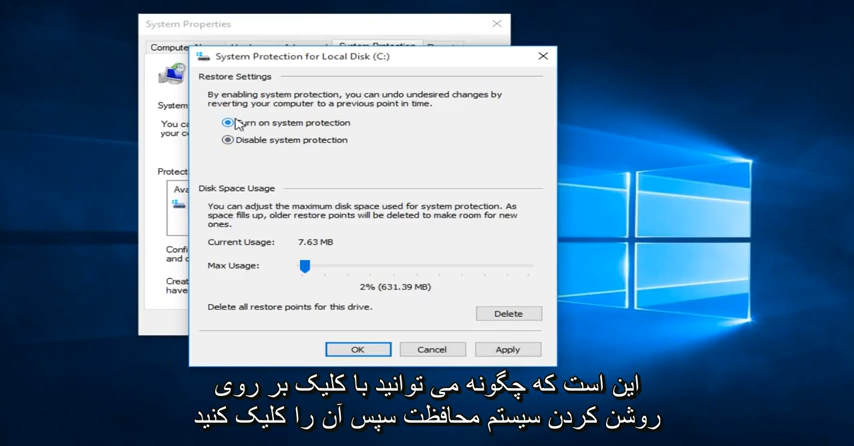 System Properties
System Protection for Local Disk (C:)
Restore Settings
By enabling system protection, you can undo undesired changes by
reverting your computer to a previous point in time.
Turn on system protection
Disable system protection
Disk Space Usage
You can adjust the maximum disk space used for system protection. As
space fills up, older restore points will be deleted to make room for new
ones.
Current Usage: 7.63 MB
Max Usage:
2% (631.39 MB)
Delete all restore points for this drive.
Delete
OK Cancel Apply
این است که چگونه می توانید با کلیک بر روی
روشن کردن سیستم محافظت سپس آن را کلیک کنید